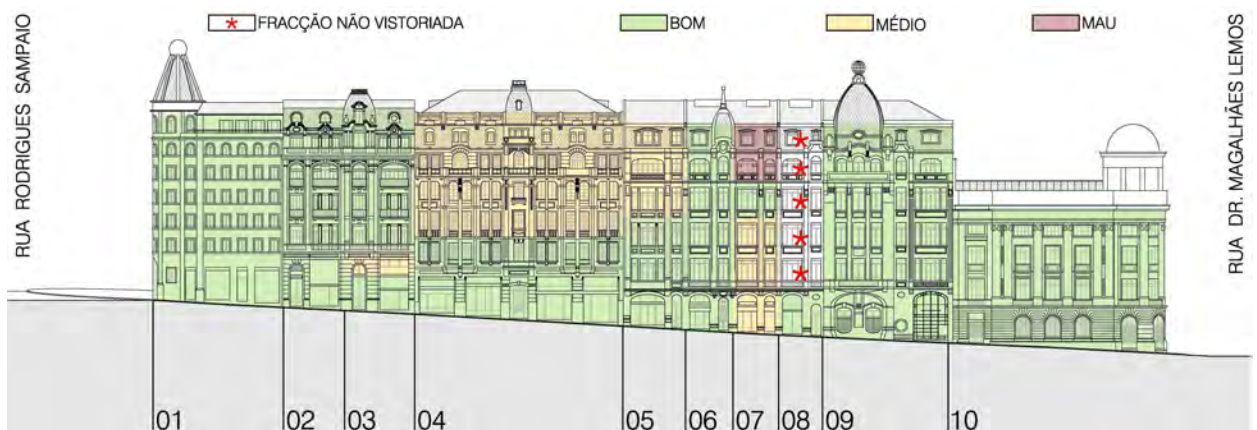 FRACÇÃO NÃO VISTORIADA
BOM
MÉDIO
MAU
RUA RODRIGUES SAMPAIO
RUA DR. MAGALHÃES LEMOS
01
02
03
04
05
06
07
08
09
10